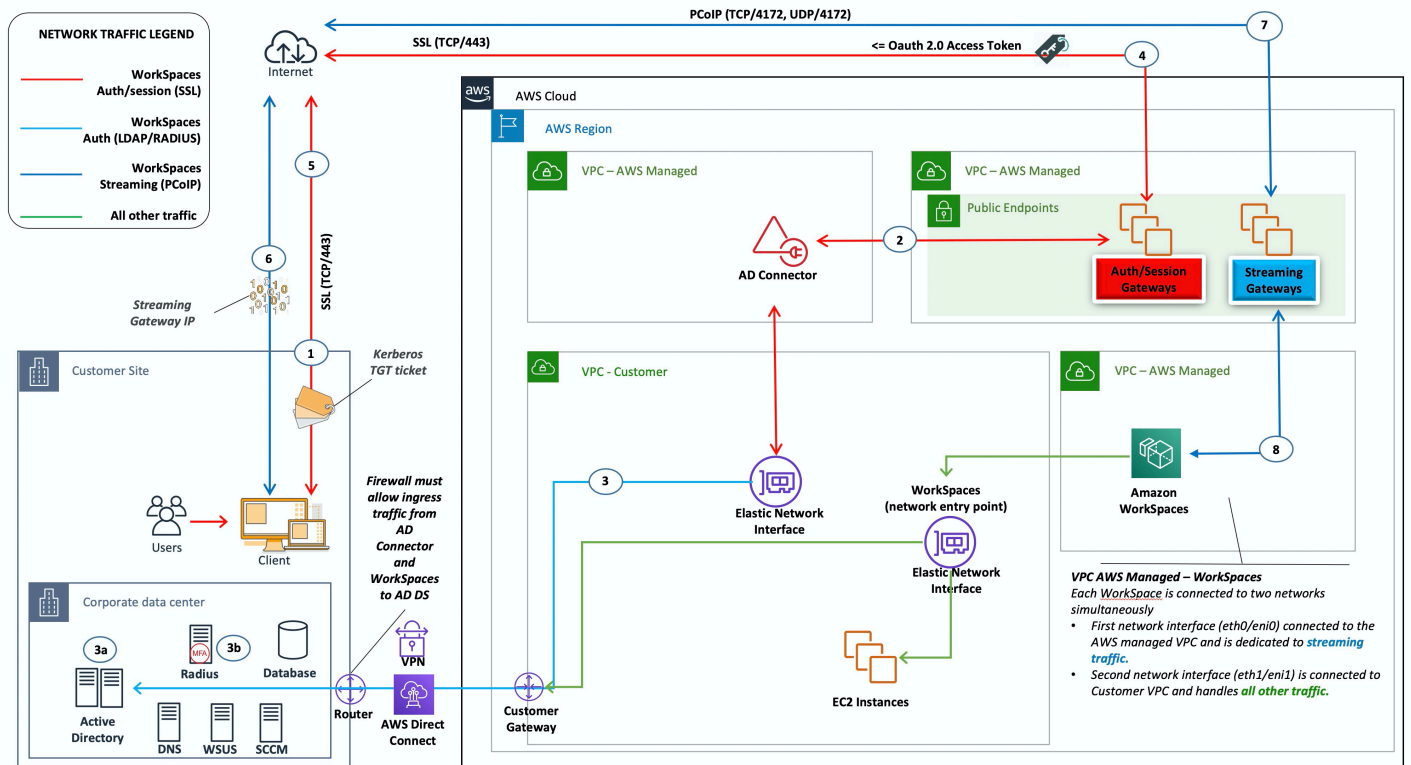 NETWORK TRAFFIC LEGEND
WorkSpaces
Auth/session (SSL)
WorkSpaces
Auth (LDAP/RADIUS)
WorkSpaces
Streaming (PCoIP)
All other traffic
Internet
PCoIP (TCP/4172, UDP/4172)
7
SSL (TCP/443)
<= Oauth 2.0 Access Token
4
aws
AWS Cloud
AWS Region
VPC – AWS Managed
AD Connector
2
VPC – AWS Managed
Public Endpoints
Auth/Session
Gateways
Streaming
Gateways
5
SSL (TCP/443)
6
Streaming
Gateway IP
1
Kerberos
TGT ticket
Customer Site
Users
Client
Firewall must
allow ingress
traffic from
AD
Connector
and
WorkSpaces
to AD DS
Corporate data center
3a
Active
Directory
MFA
3b
Radius
Database
DNS
WSUS
SCCM
Router
VPN
AWS Direct
Connect
Customer
Gateway
VPC - Customer
3
Elastic Network
Interface
WorkSpaces
(network entry point)
Elastic Network
Interface
EC2 Instances
VPC – AWS Managed
Amazon
WorkSpaces
8
VPC AWS Managed – WorkSpaces
Each WorkSpace is connected to two networks
simultaneously
• First network interface (eth0/eni0) connected to the
AWS managed VPC and is dedicated to streaming
traffic.
• Second network interface (eth1/eni1) is connected to
Customer VPC and handles all other traffic.